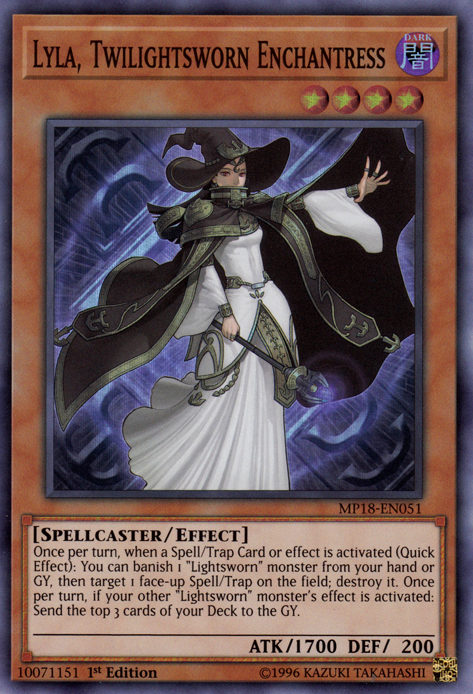 LYLA, TWILIGHTSWORN ENCHANTRESS
DARK
闇
MP18-EN051
[SPELLCASTER/EFFECT]
Once per turn, when a Spell/Trap Card or effect is activated (Quick
Effect): You can banish 1 "Lightsworn" monster from your hand or
GY, then target 1 face-up Spell/Trap on the field; destroy it. Once
per turn, if your other "Lightsworn" monster's effect is activated:
Send the top 3 cards of your Deck to the GY.
ATK/1700 DEF/ 200
10071151 1st Edition ©1996 KAZUKI TAKAHASHI